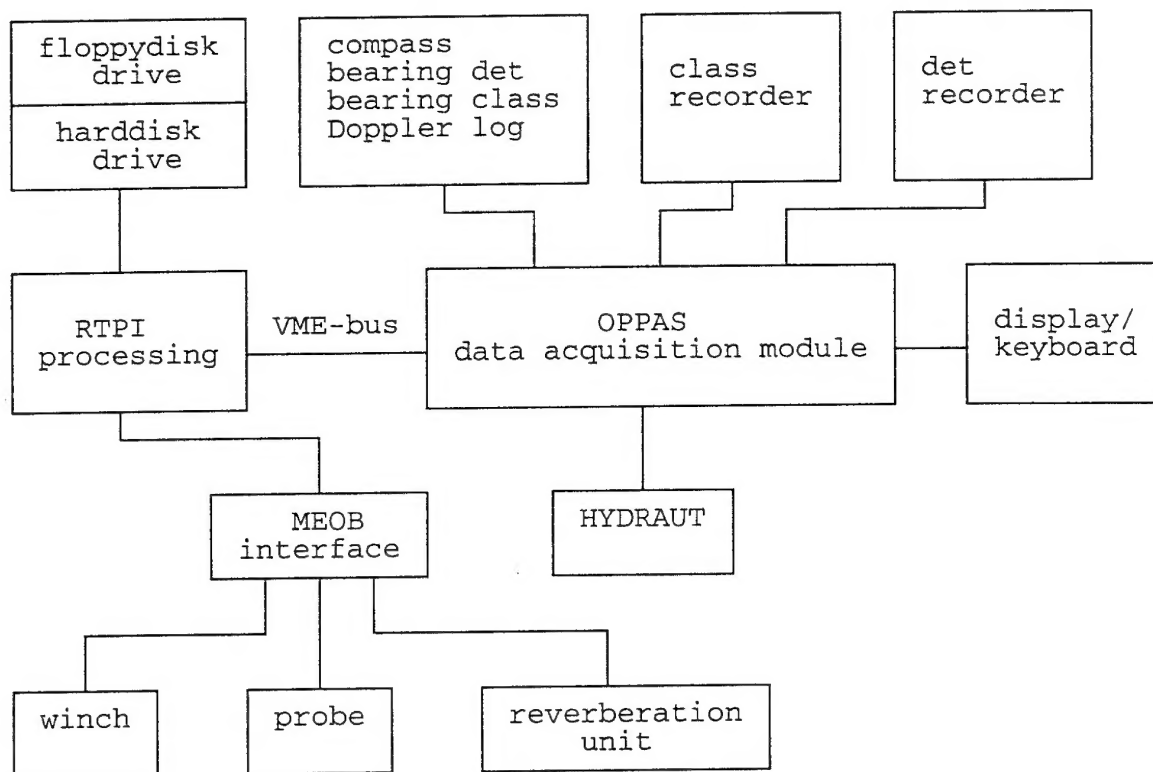 floppydisk
drive
harddisk
drive
compass
bearing det
bearing class
Doppler log
class
recorder
det
recorder
RTPI
processing
VME-bus
OPPAS
data acquisition module
display/
keyboard
MEOB
interface
HYDRAUT
winch
probe
reverberation
unit